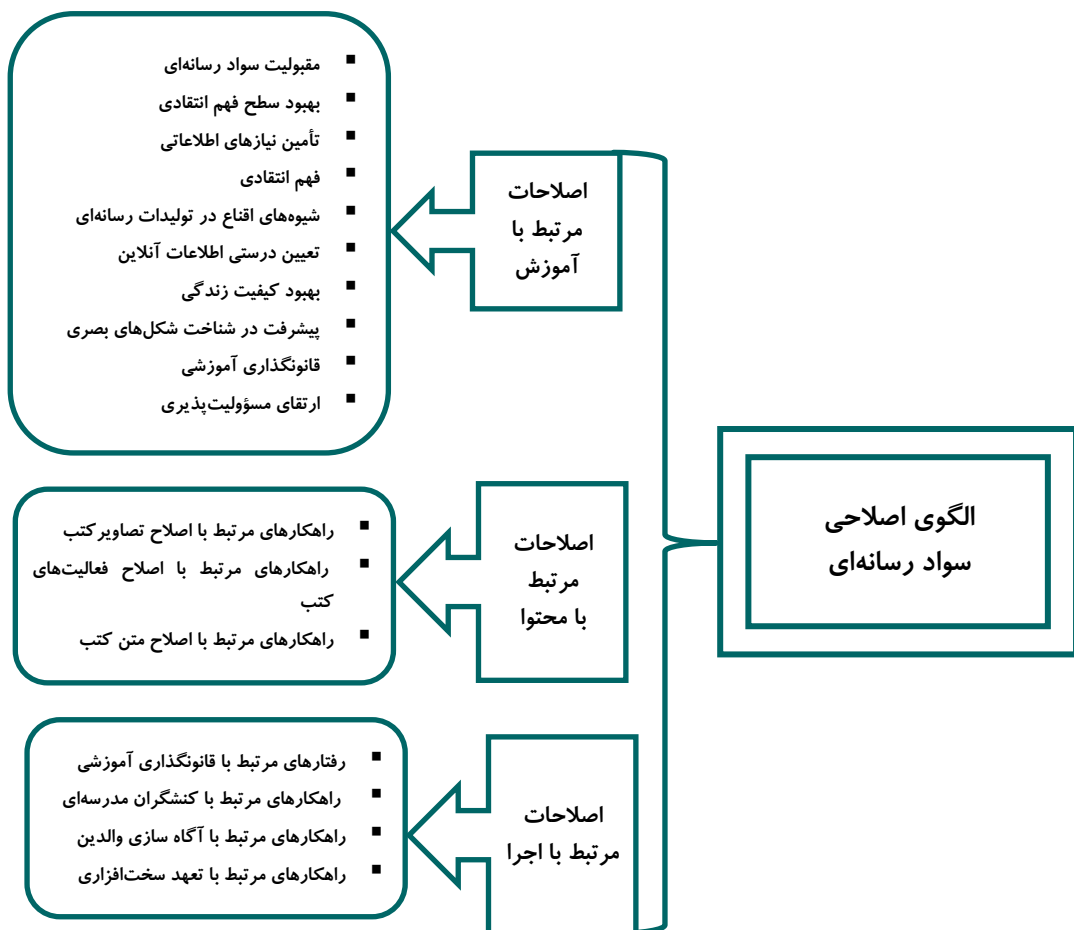 الگوی اصلاحی
سواد رسانه‌ای
اصلاحات
مرتبط با
آموزش
مقبولیت سواد رسانه‌ای
بهبود سطح فهم انتقادی
تأمین نیازهای اطلاعاتی
فهم انتقادی
شیوه‌های اقناع در تولیدات رسانه‌ای
تعیین درستی اطلاعات آنلاین
بهبود کیفیت زندگی
پیشرفت در شناخت شکل‌های بصری
قانونگذاری آموزشی
ارتقای مسؤولیت‌پذیری
اصلاحات
مرتبط
با محتوا
راهکارهای مرتبط با اصلاح تصاویر کتب
راهکارهای مرتبط با اصلاح فعالیت‌های
کتب
راهکارهای مرتبط با اصلاح متن کتب
اصلاحات
مرتبط با اجرا
رفتارهای مرتبط با قانونگذاری آموزشی
راهکارهای مرتبط با کنشگران مدرسه‌ای
راهکارهای مرتبط با آگاه سازی والدین
راهکارهای مرتبط با تعهد سخت‌افزاری